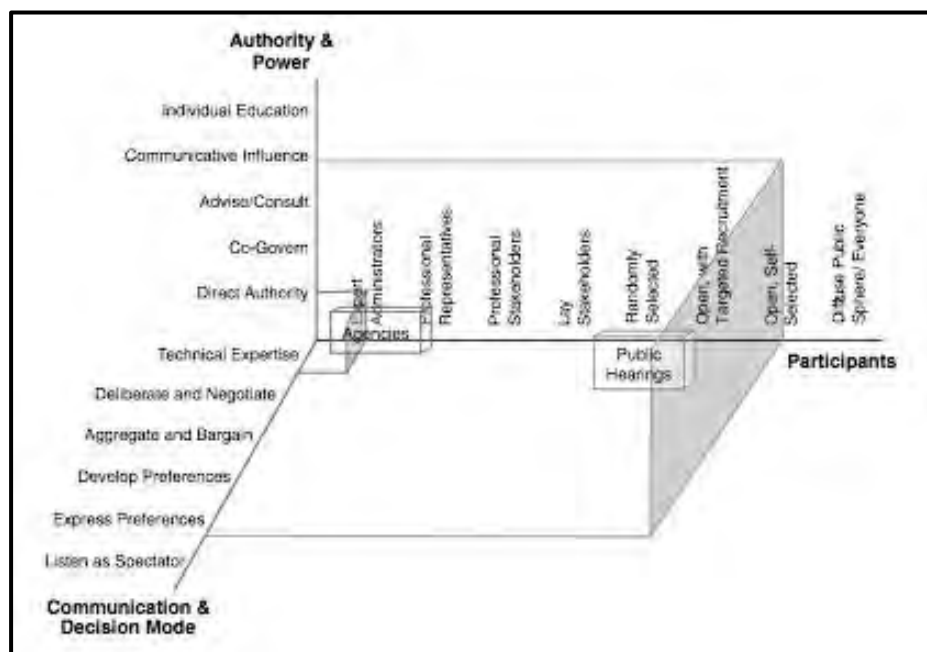 Authority &
Power
Individual Education
Communicative Influence
Advise/Consult
Co-Govern
Direct Authority
Expert
Administrators
Professional
Representatives
Professional
Stakeholders
Lay
Stakeholders
Randomly
Selected
Open, with
Targeted Recruitment
Open, Self-
Selected
Diffuse Public
Sphere/ Everyone
Agencies
Public
Hearings
Participants
Technical Expertise
Deliberate and Negotiate
Aggregate and Bargain
Develop Preferences
Express Preferences
Listen as Spectator
Communication &
Decision Mode